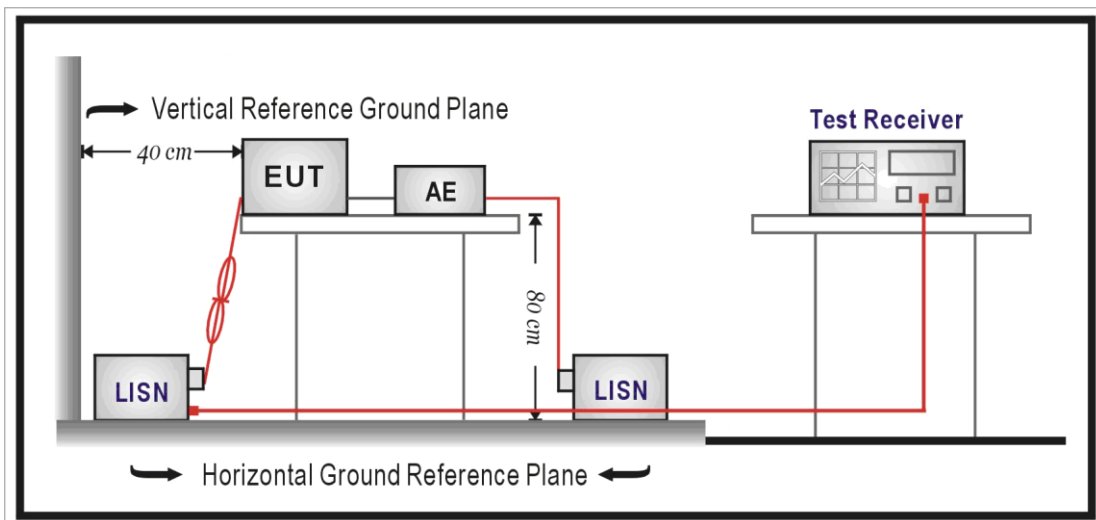 Vertical Reference Ground Plane
40 cm
EUT
AE
Test Receiver
80 cm
LISN
LISN
Horizontal Ground Reference Plane